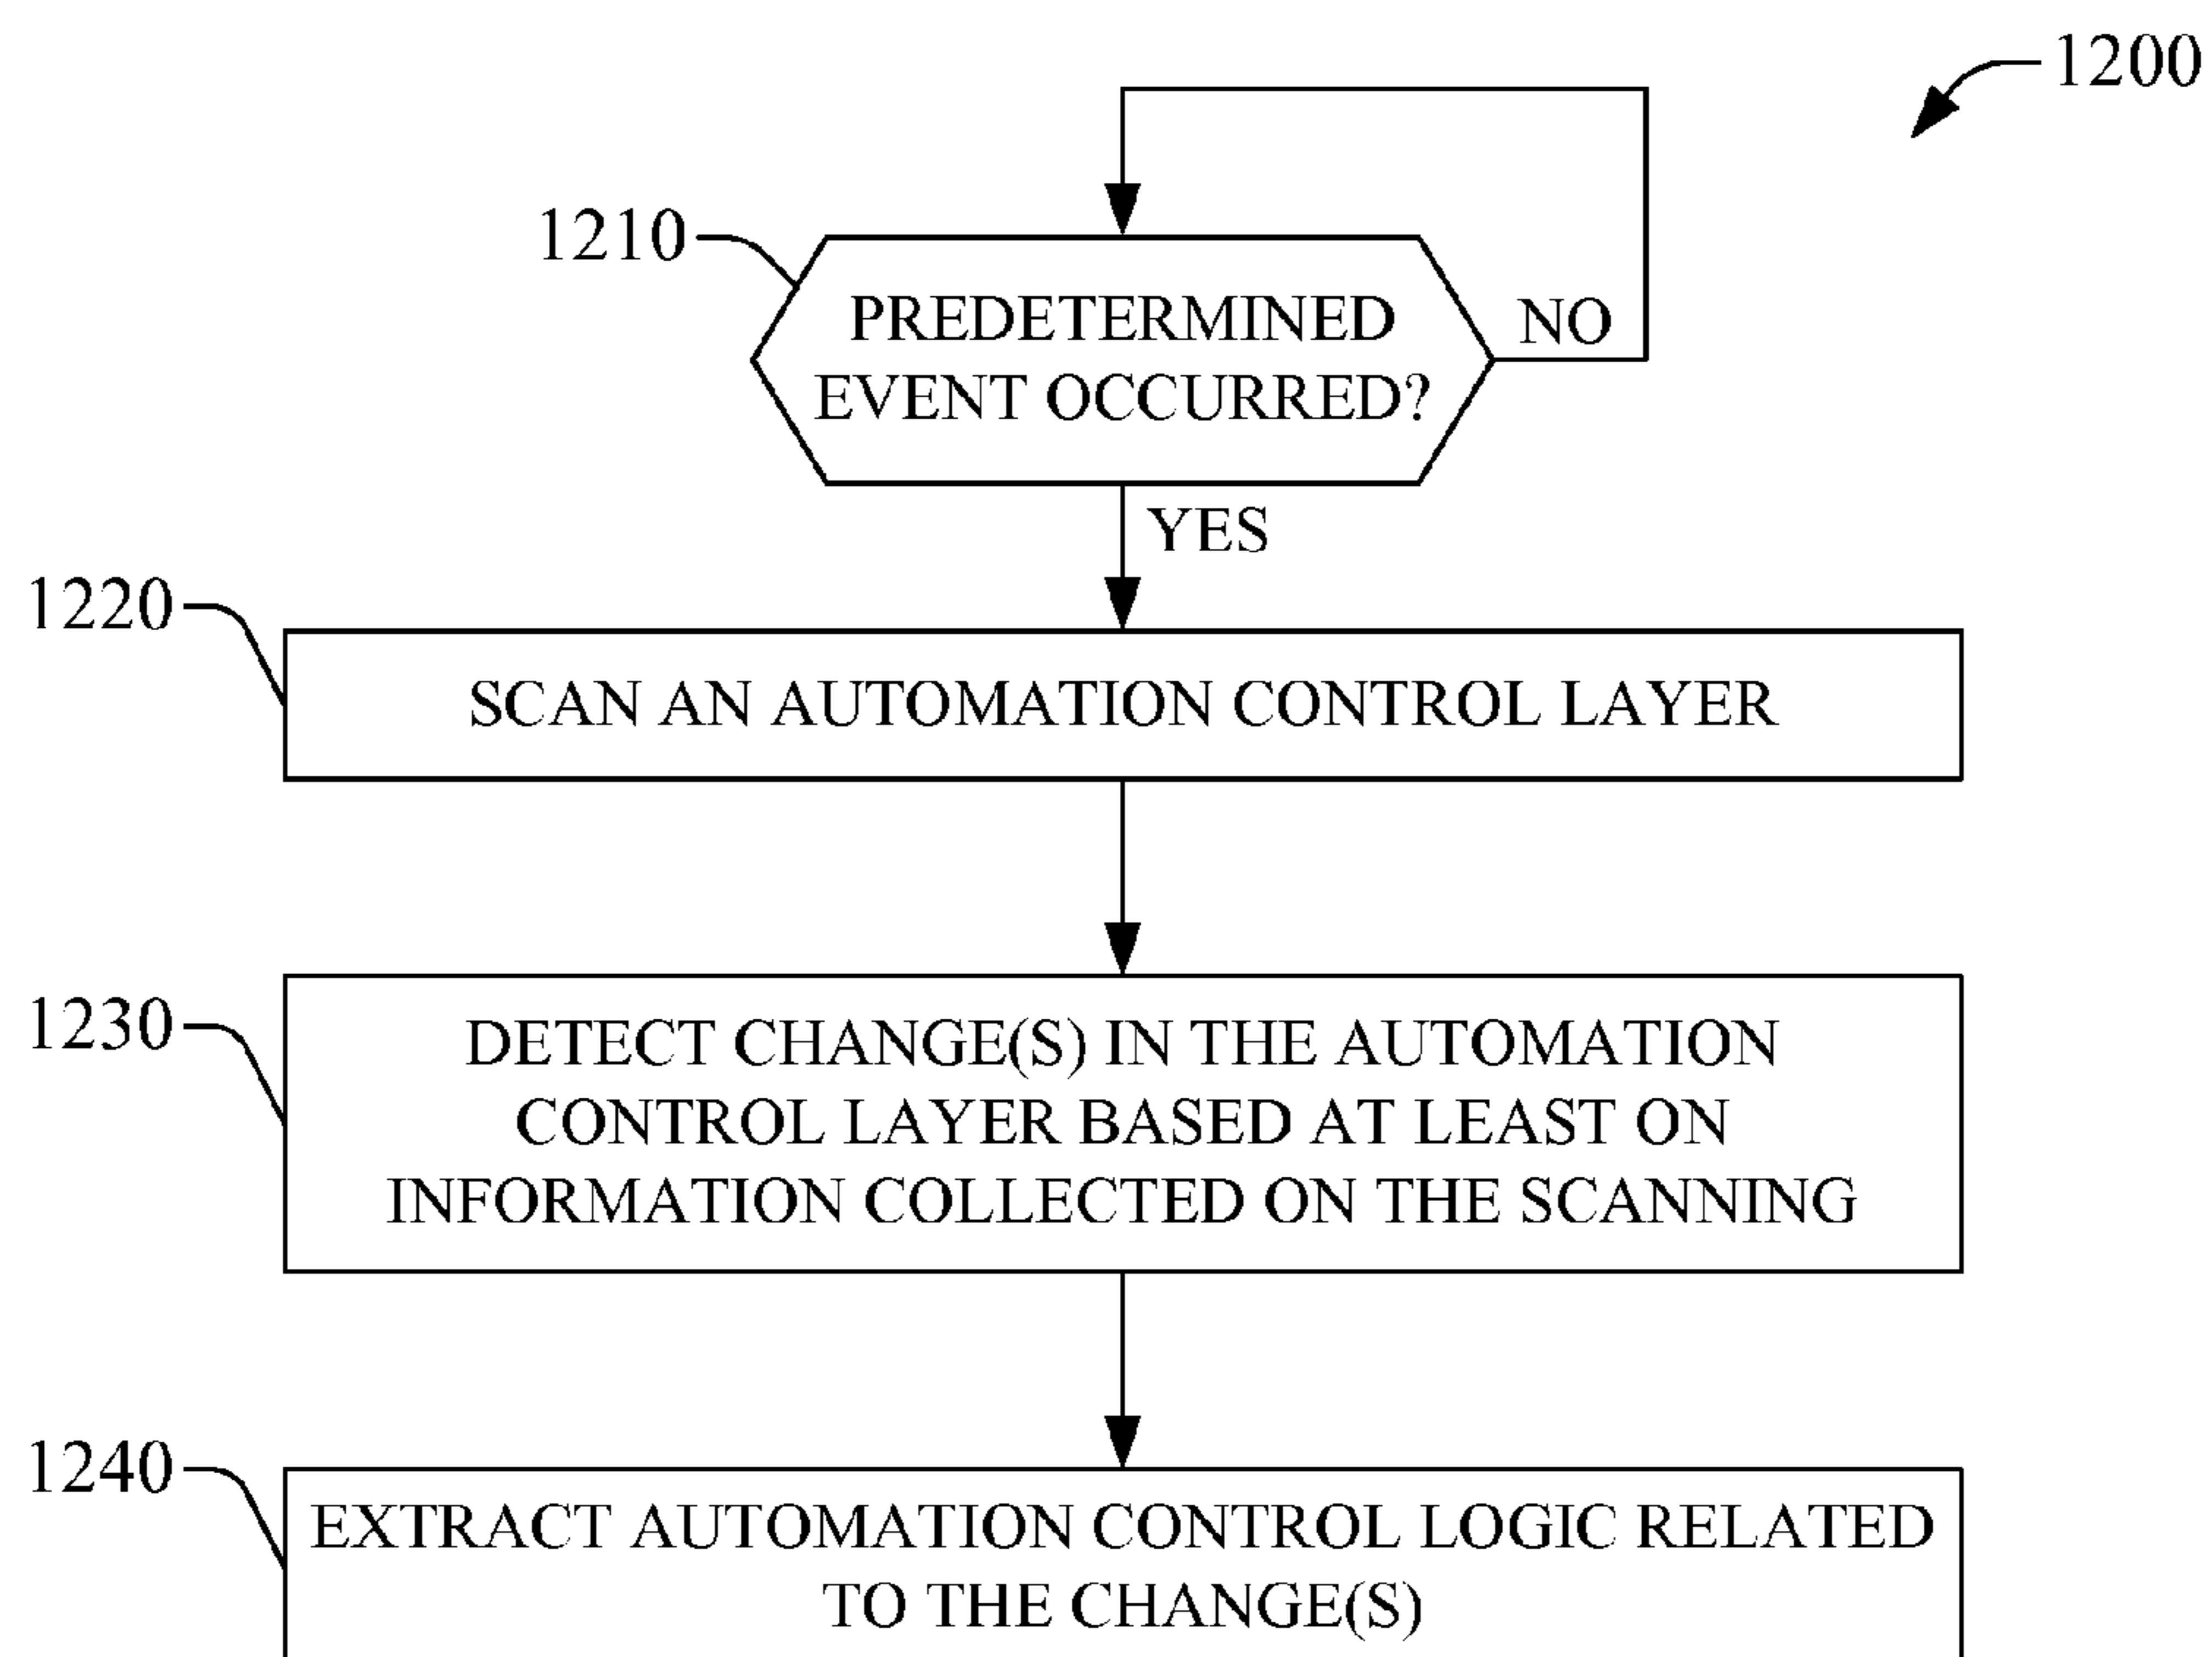 1200
1210
PREDETERMINED
EVENT OCCURRED?
NO
YES
1220
SCAN AN AUTOMATION CONTROL LAYER
1230
DETECT CHANGE(S) IN THE AUTOMATION
CONTROL LAYER BASED AT LEAST ON
INFORMATION COLLECTED ON THE SCANNING
1240
EXTRACT AUTOMATION CONTROL LOGIC RELATED
TO THE CHANGE(S)